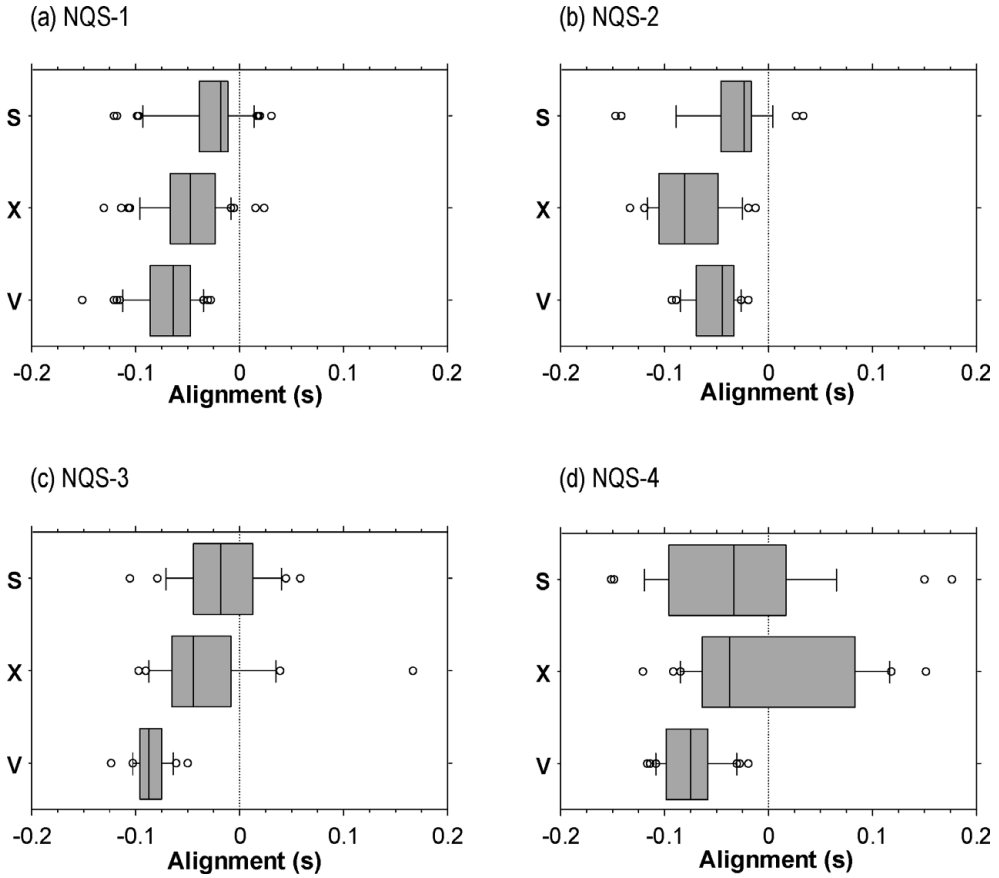 (a) NQS-1
S
X
V
-0.2 -0.1 0 0.1 0.2
Alignment (s)
(b) NQS-2
S
X
V
-0.2 -0.1 0 0.1 0.2
Alignment (s)
(c) NQS-3
S
X
V
-0.2 -0.1 0 0.1 0.2
Alignment (s)
(d) NQS-4
S
X
V
-0.2 -0.1 0 0.1 0.2
Alignment (s)